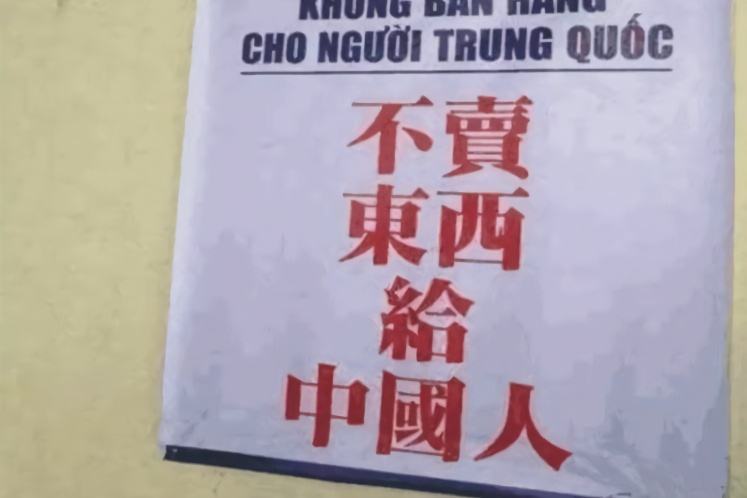 KHÔNG BÁN HÀNG
CHO NGƯỜI TRUNG QUỐC
不賣
東西
給
中國人